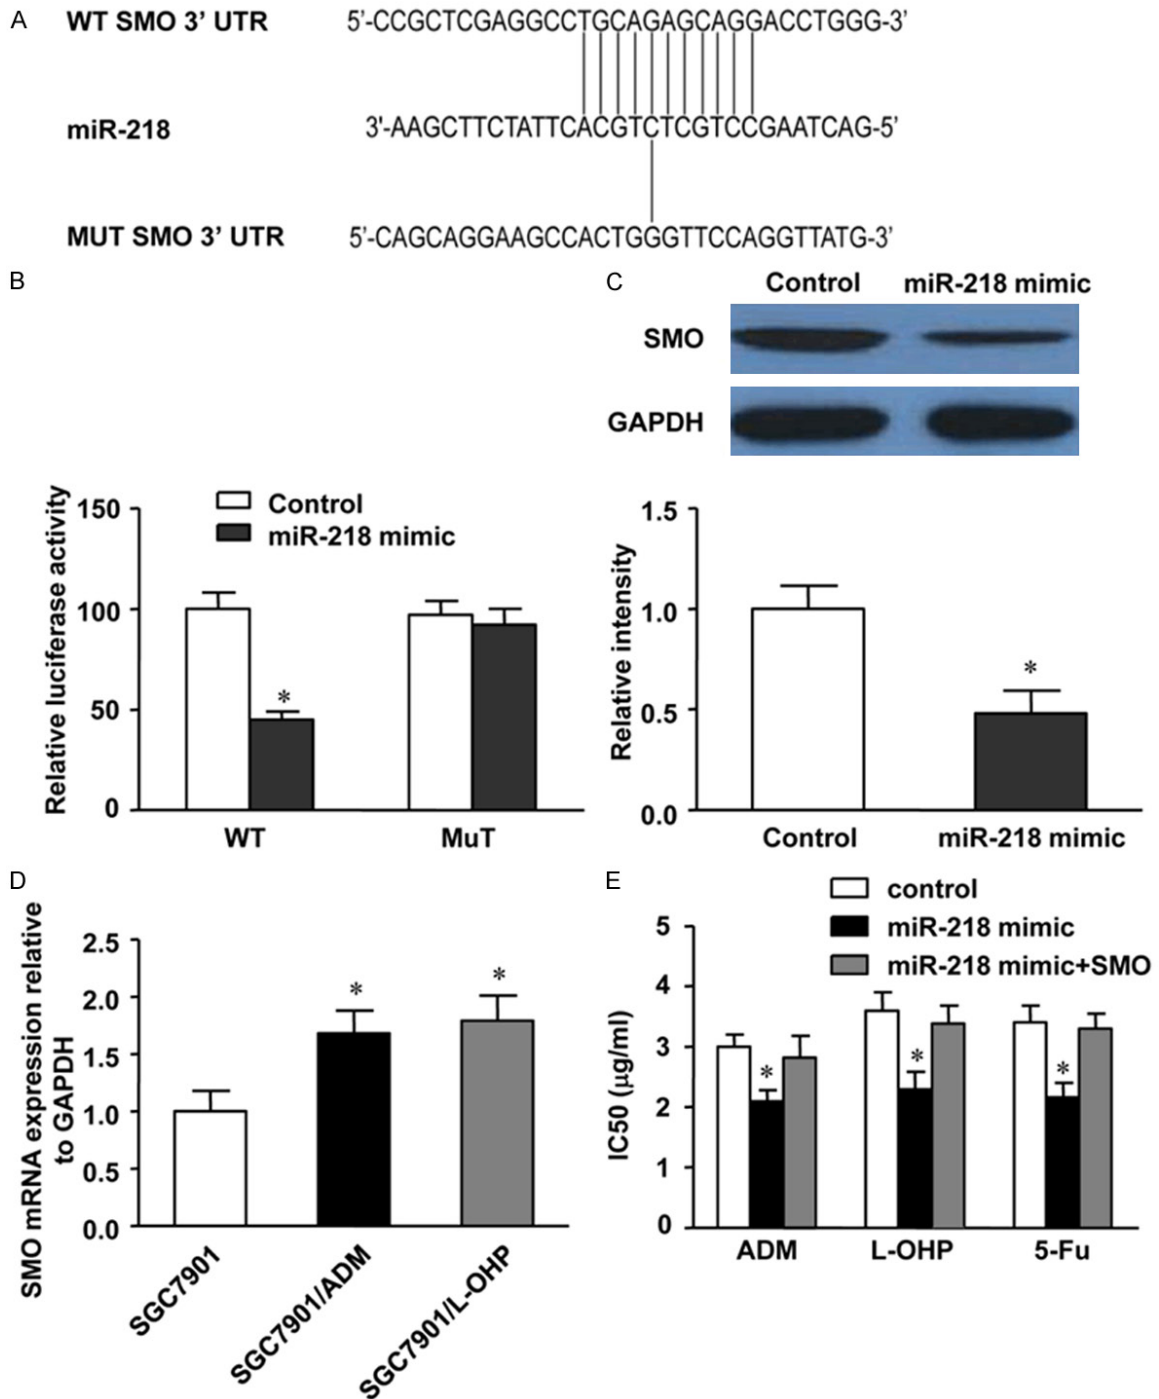 A
WT SMO 3’ UTR
5’-CCGCTCGAGGCCTGCAGAGCAGGACCTGGG-3’
miR-218
3'-AAGCTTCTATTCACGTCTCGTCCGAATCAG-5’
MUT SMO 3’ UTR
5’-CAGCAGGAAGCCACTGGGTTCCAGGTTATG-3’
B
Relative luciferase activity
150
100
50
0
Control
miR-218 mimic
*
WT
MuT
C
Control
miR-218 mimic
SMO
GAPDH
Relative intensity
1.5
1.0
0.5
0.0
*
Control
miR-218 mimic
D
SMO mRNA expression relative
to GAPDH
2.5
2.0
1.5
1.0
0.5
0.0
*
*
SGC7901
SGC7901/ADM
SGC7901/L-OHP
E
control
miR-218 mimic
miR-218 mimic+SMO
IC50 (μg/ml)
5
4
3
2
1
0
*
*
*
ADM
L-OHP
5-Fu